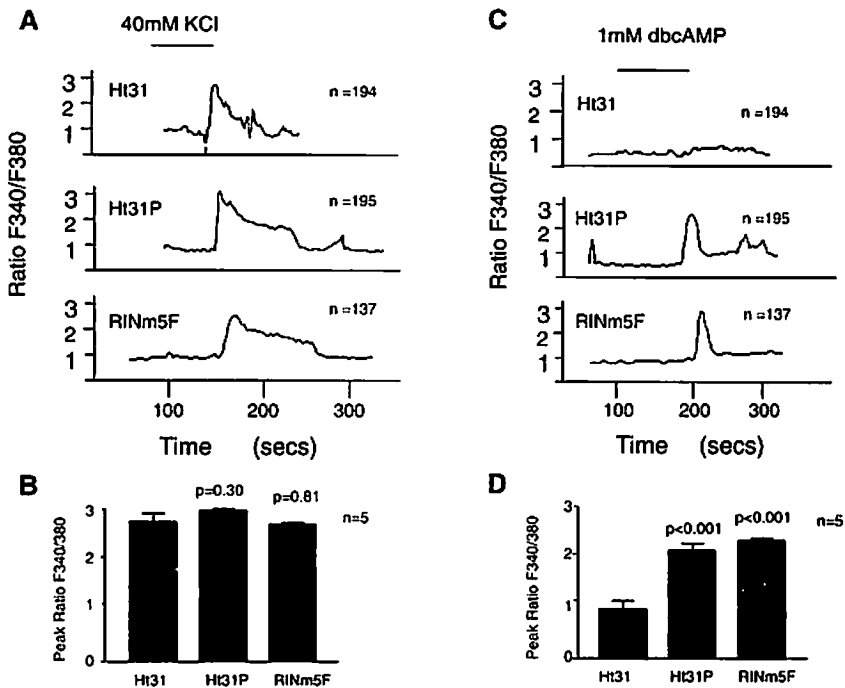 A
40mM KCl
Ratio F340/F380
3
2
1
Ht31
n =194
3
2
1
Ht31P
n =195
3
2
1
RINm5F
n =137
100
200
300
Time (secs)
C
1mM dbcAMP
Ratio F340/F380
3
2
1
Ht31
n =194
3
2
1
Ht31P
n =195
3
2
1
RINm5F
n =137
100
200
300
Time (secs)
B
Peak Ratio F340/380
3
2
1
0
p=0.30
p=0.81
n=5
Ht31
Ht31P
RINm5F
D
Peak Ratio F340/380
3
2
1
0
p<0.001
p<0.001
n=5
Ht31
Ht31P
RINm5F